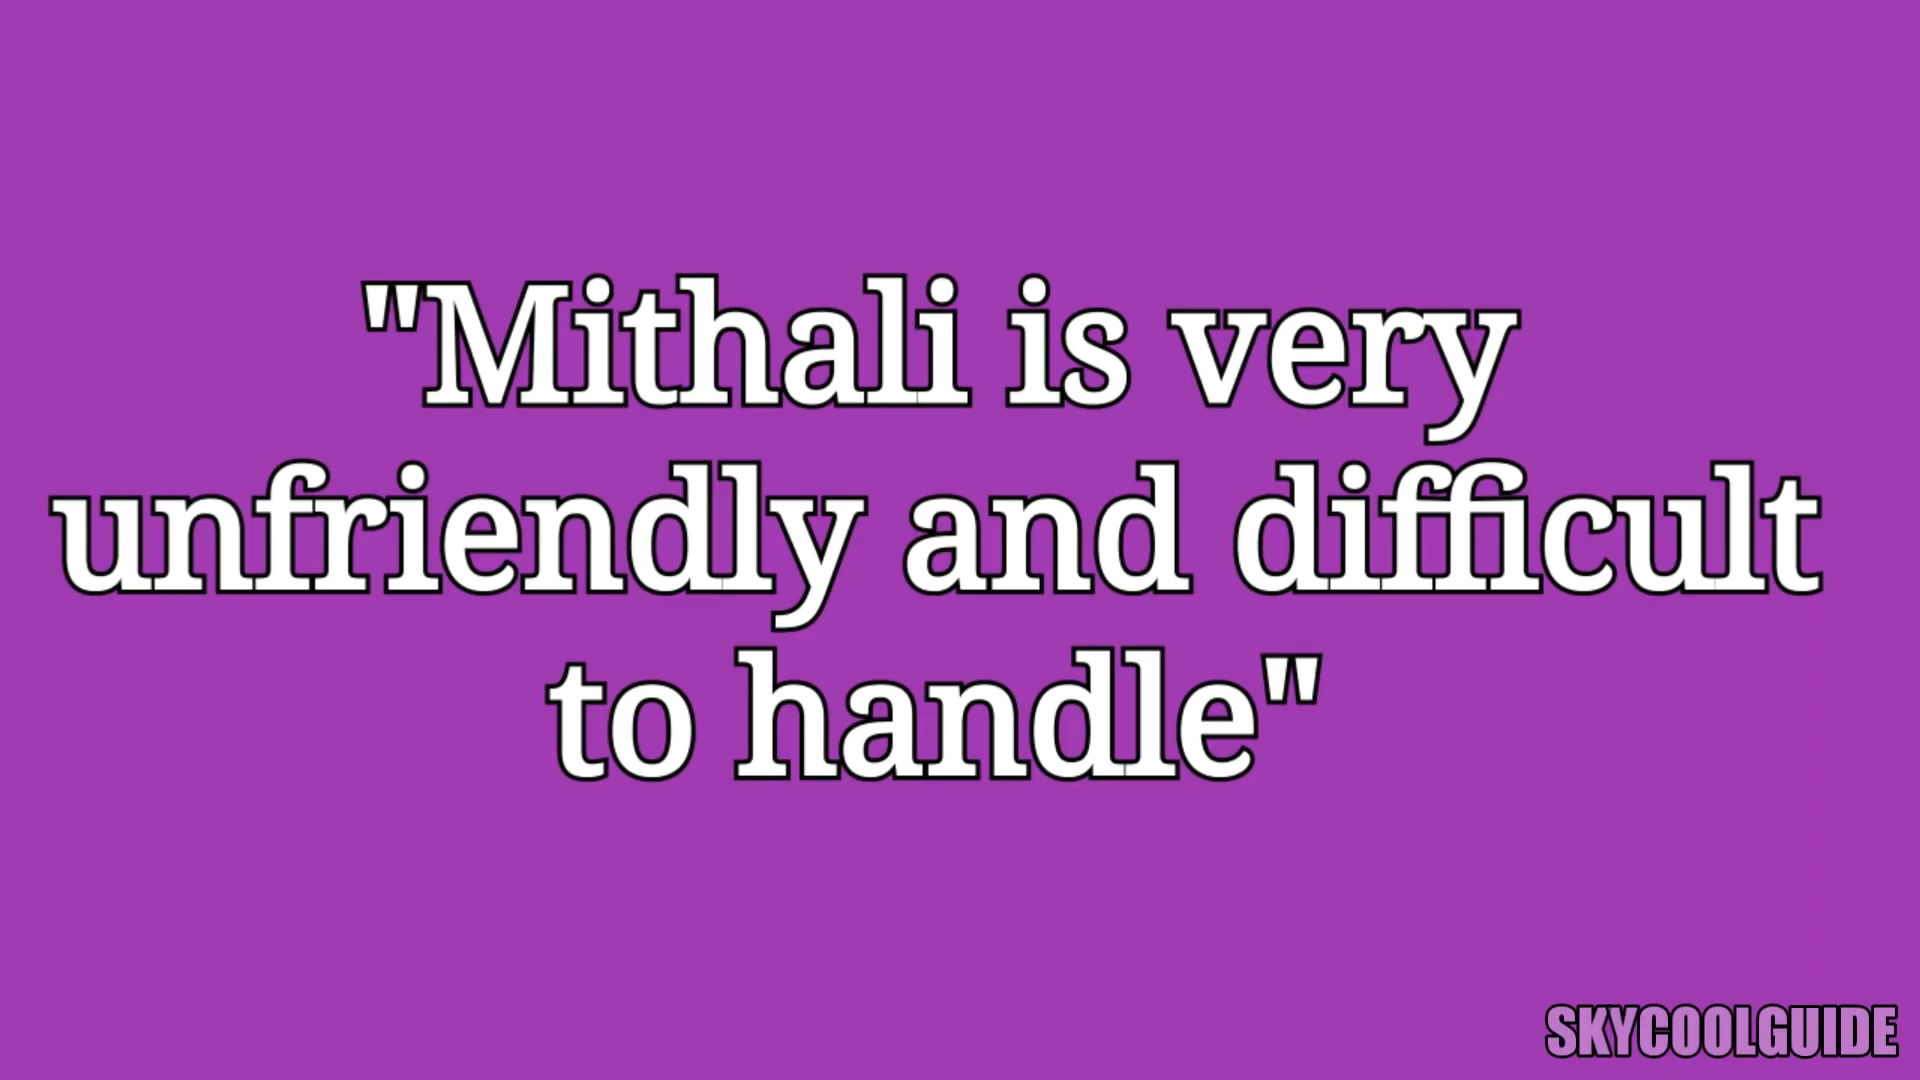 "Mithali is very
unfriendly and difficult
to handle"
SKYCOOLGUIDE